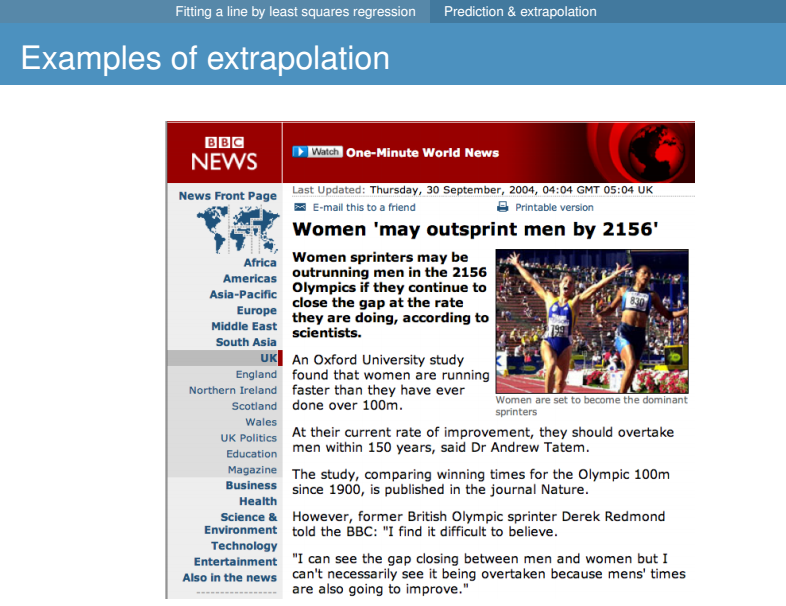 Fitting a line by least squares regression
Prediction & extrapolation
Examples of extrapolation
BBC
NEWS
Watch One-Minute World News
News Front Page
Africa
Americas
Asia-Pacific
Europe
Middle East
South Asia
UK
England
Northern Ireland
Scotland
Wales
UK Politics
Education
Magazine
Business
Health
Science &
Environment
Technology
Entertainment
Also in the news
Last Updated: Thursday, 30 September, 2004, 04:04 GMT 05:04 UK
E-mail this to a friend
Printable version
Women 'may outsprint men by 2156'
Women sprinters may be
outrunning men in the 2156
Olympics if they continue to
close the gap at the rate
they are doing, according to
scientists.
An Oxford University study
found that women are running
faster than they have ever
done over 100m.
799
830
Women are set to become the dominant
sprinters
At their current rate of improvement, they should overtake
men within 150 years, said Dr Andrew Tatem.
The study, comparing winning times for the Olympic 100m
since 1900, is published in the journal Nature.
However, former British Olympic sprinter Derek Redmond
told the BBC: "I find it difficult to believe.
"I can see the gap closing between men and women but I
can't necessarily see it being overtaken because mens' times
are also going to improve."